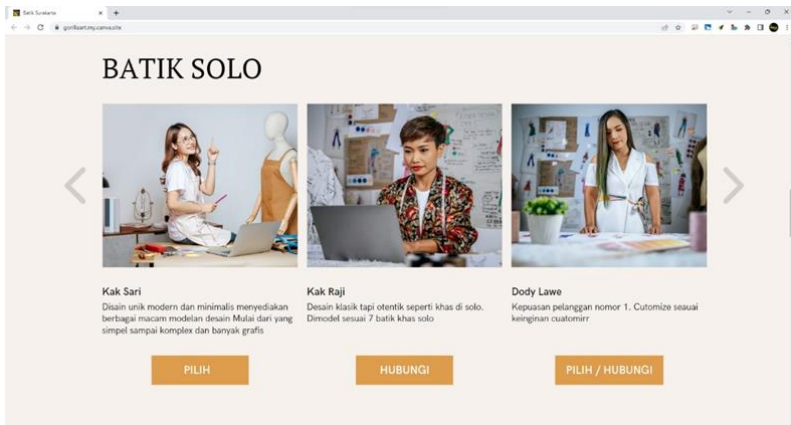 Batik Surakarta
gorillaart.my.canva.site
BATIK SOLO
Kak Sari
Disain unik modern dan minimalis menyediakan
berbagai macam modelan desain Mulai dari yang
simpel sampai komplex dan banyak grafis
PILIH
Kak Raji
Desain klasik tapi otentik seperti khas di solo.
Dimodel sesuai 7 batik khas solo
HUBUNGI
Dody Lawe
Kepuasan pelanggan nomor 1. Cutomize seauai
keinginan cuatomirr
PILIH / HUBUNGI